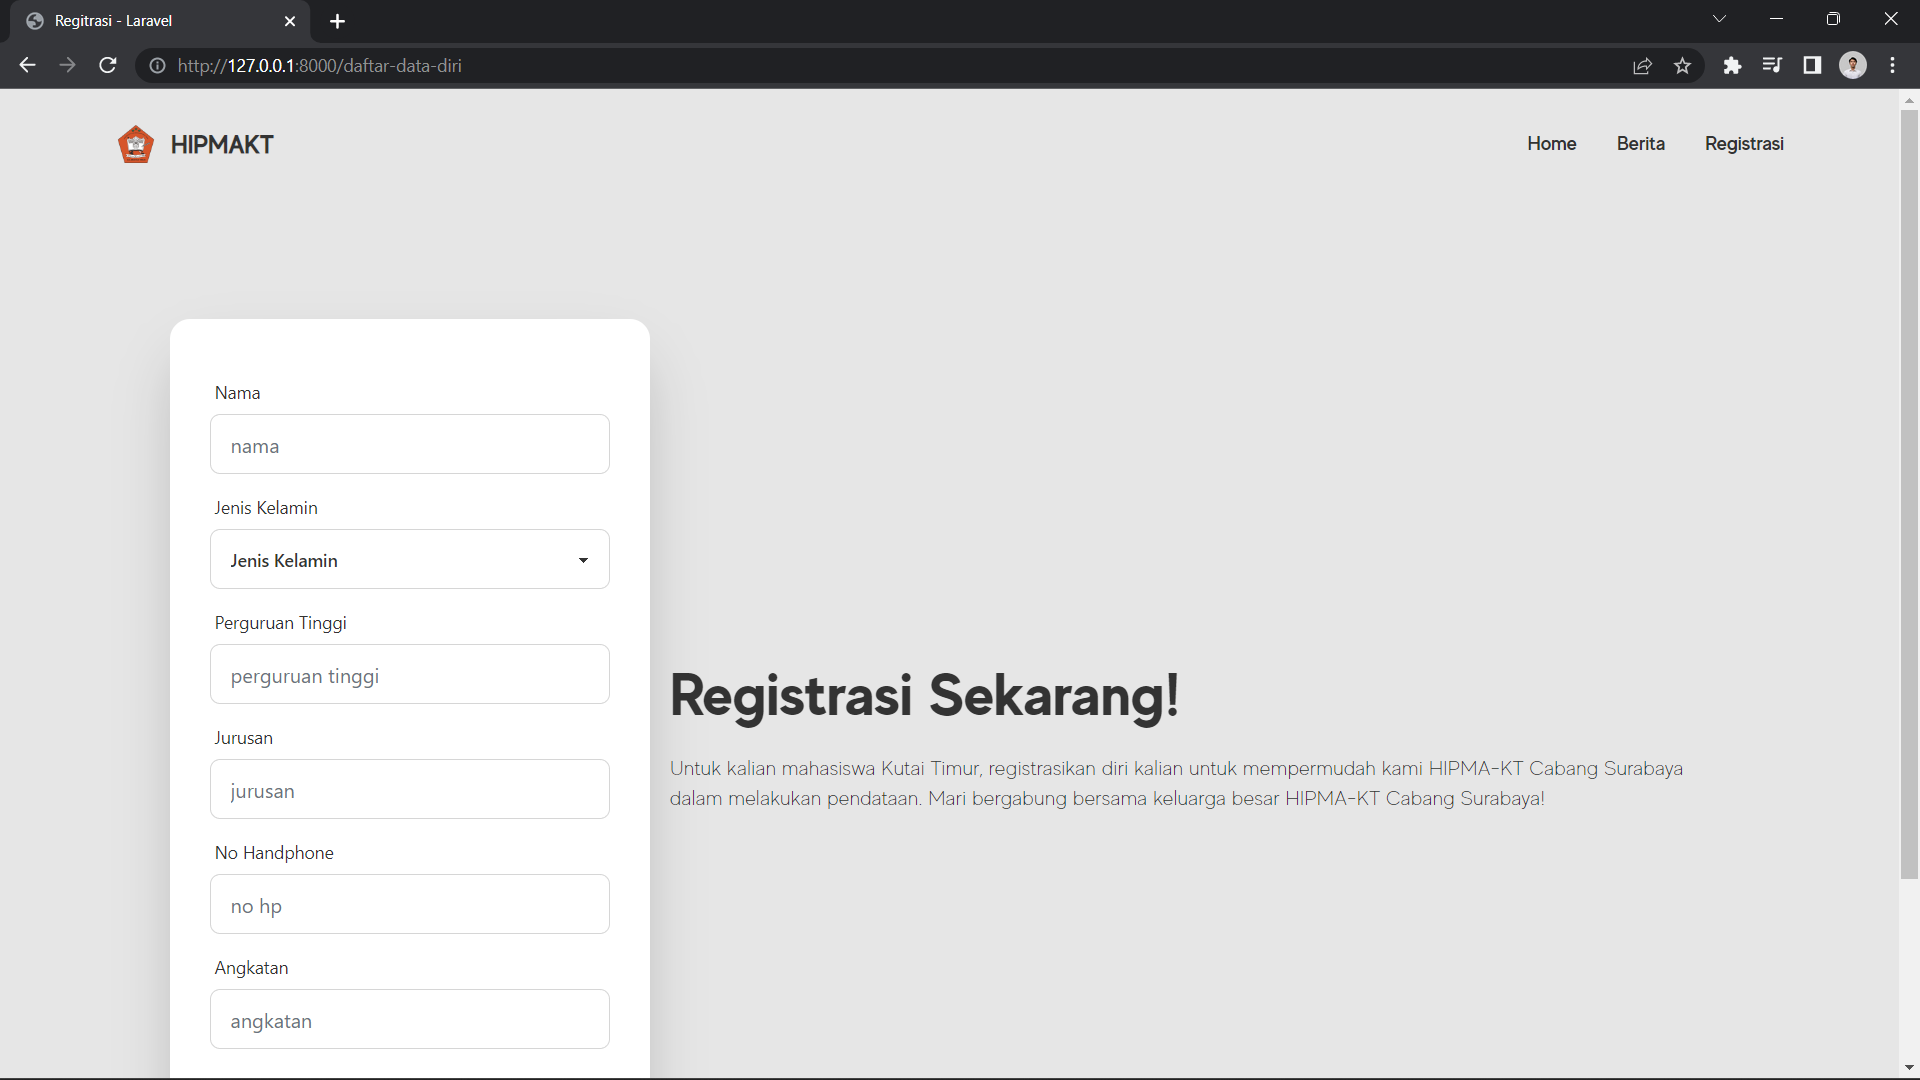 Regitrasi - Laravel
http://127.0.0.1:8000/daftar-data-diri
HIPMAKT
Home
Berita
Registrasi
Nama
nama
Jenis Kelamin
Jenis Kelamin
Perguruan Tinggi
perguruan tinggi
Jurusan
jurusan
No Handphone
no hp
Angkatan
angkatan
Registrasi Sekarang!
Untuk kalian mahasiswa Kutai Timur, registrasikan diri kalian untuk mempermudah kami HIPMA-KT Cabang Surabaya
dalam melakukan pendataan. Mari bergabung bersama keluarga besar HIPMA-KT Cabang Surabaya!